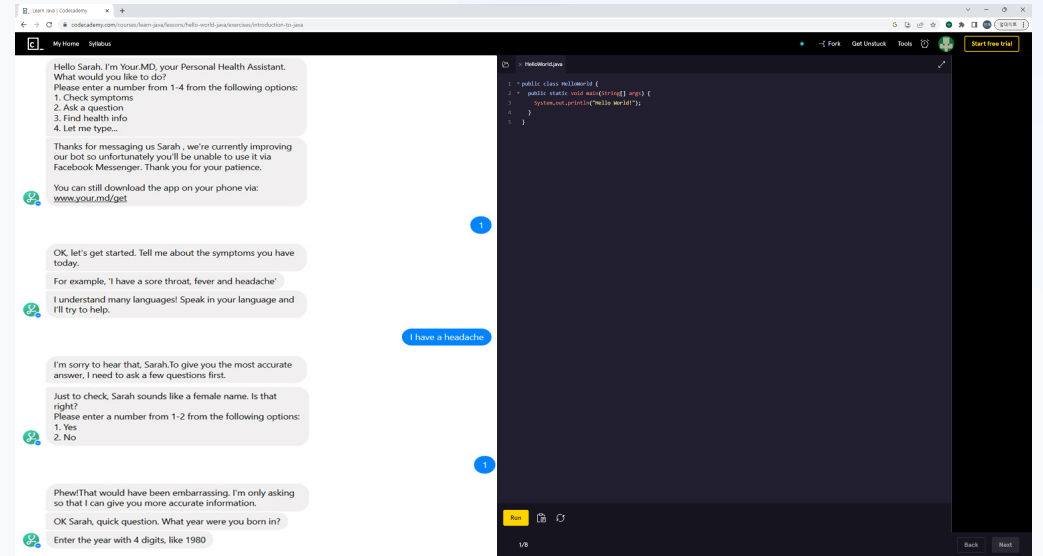 Learn Java | Codecademy
codecademy.com/courses/learn-java/lessons/hello-world-java/exercises/introduction-to-java
My Home Syllabus
Fork Get Unstuck Tools Start free trial
Hello Sarah. I'm Your.MD, your Personal Health Assistant.
What would you like to do?
Please enter a number from 1-4 from the following options:
1. Check symptoms
2. Ask a question
3. Find health info
4. Let me type...
Thanks for messaging us Sarah , we're currently improving
our bot so unfortunately you'll be unable to use it via
Facebook Messenger. Thank you for your patience.
You can still download the app on your phone via:
www.your.md/get
1
OK, let's get started. Tell me about the symptoms you have
today.
For example, 'I have a sore throat, fever and headache'
I understand many languages! Speak in your language and
I'll try to help.
I have a headache
I'm sorry to hear that, Sarah.To give you the most accurate
answer, I need to ask a few questions first.
Just to check, Sarah sounds like a female name. Is that
right?
Please enter a number from 1-2 from the following options:
1. Yes
2. No
1
Phew!That would have been embarrassing. I'm only asking
so that I can give you more accurate information.
OK Sarah, quick question. What year were you born in?
Enter the year with 4 digits, like 1980
HelloWorld.java
1 public class HelloWorld {
2 public static void main(String[] args) {
3 System.out.println("Hello World!");
4 }
5 }
Run
1/8
Back Next